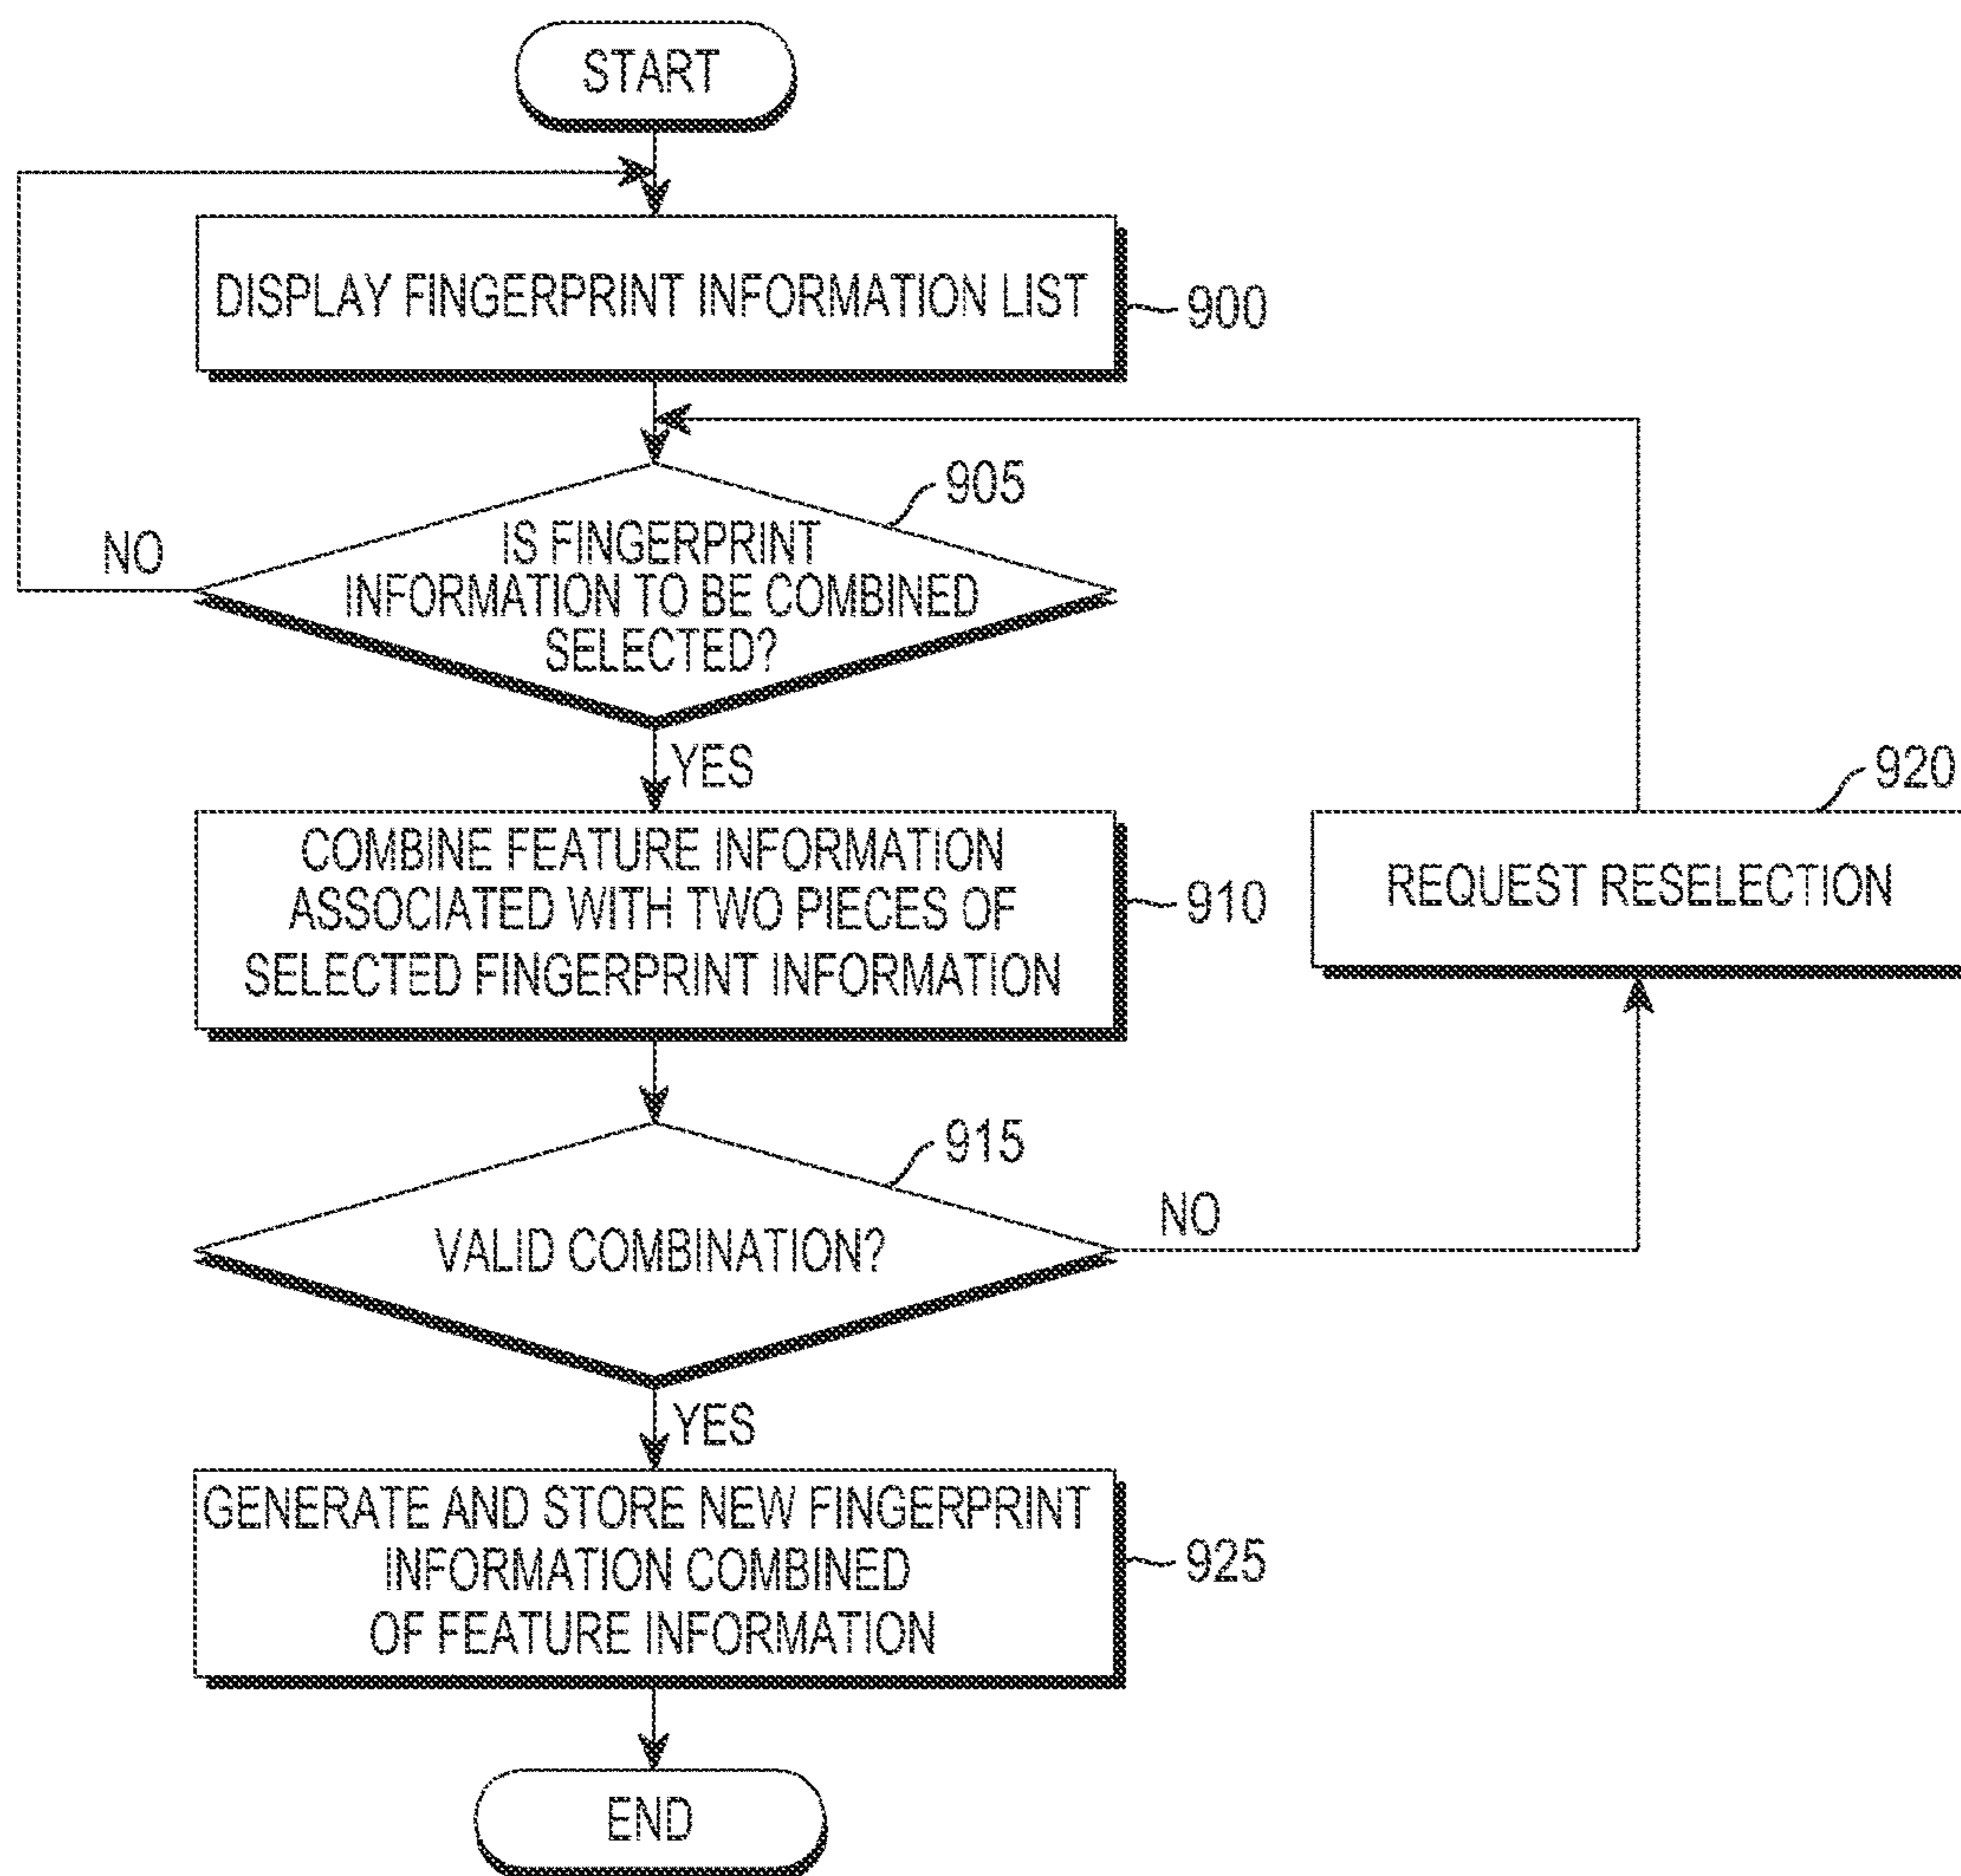 START
DISPLAY FINGERPRINT INFORMATION LIST
900
905
IS FINGERPRINT
INFORMATION TO BE COMBINED
SELECTED?
NO
YES
COMBINE FEATURE INFORMATION
ASSOCIATED WITH TWO PIECES OF
SELECTED FINGERPRINT INFORMATION
910
920
REQUEST RESELECTION
915
VALID COMBINATION?
NO
YES
GENERATE AND STORE NEW FINGERPRINT
INFORMATION COMBINED
OF FEATURE INFORMATION
925
END